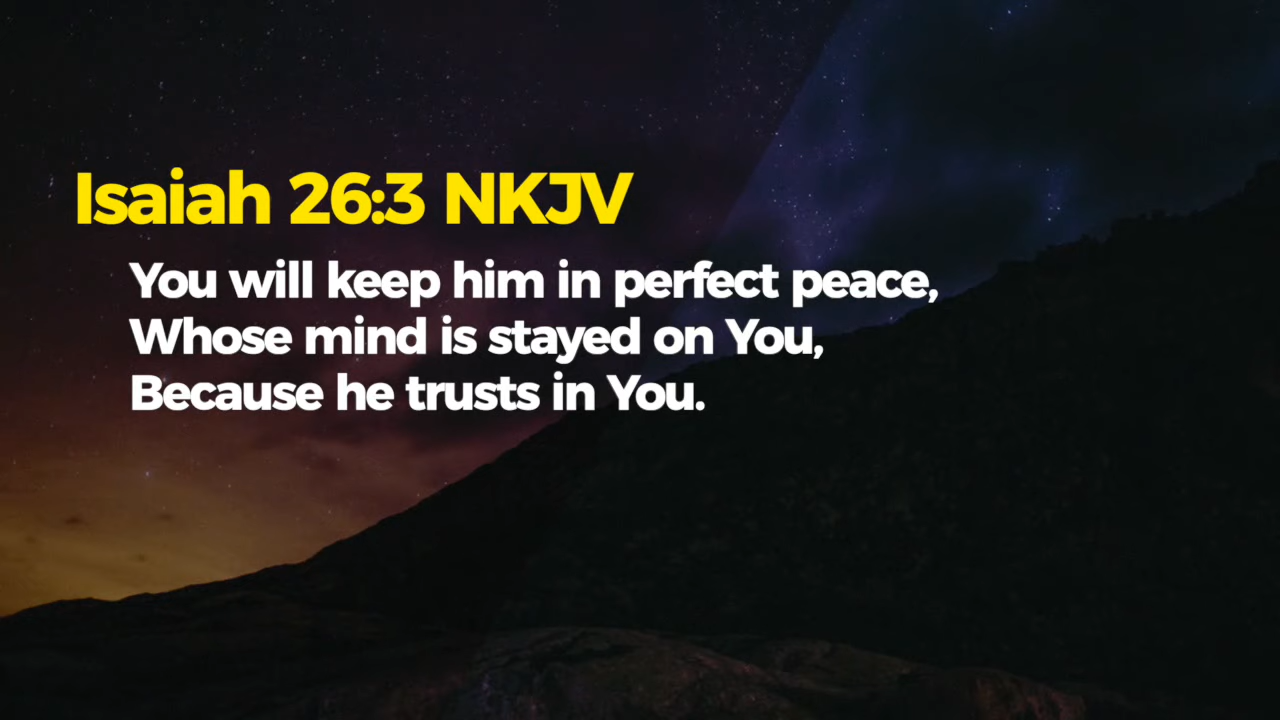 Isaiah 26:3 NKJV
You will keep him in perfect peace,
Whose mind is stayed on You,
Because he trusts in You.